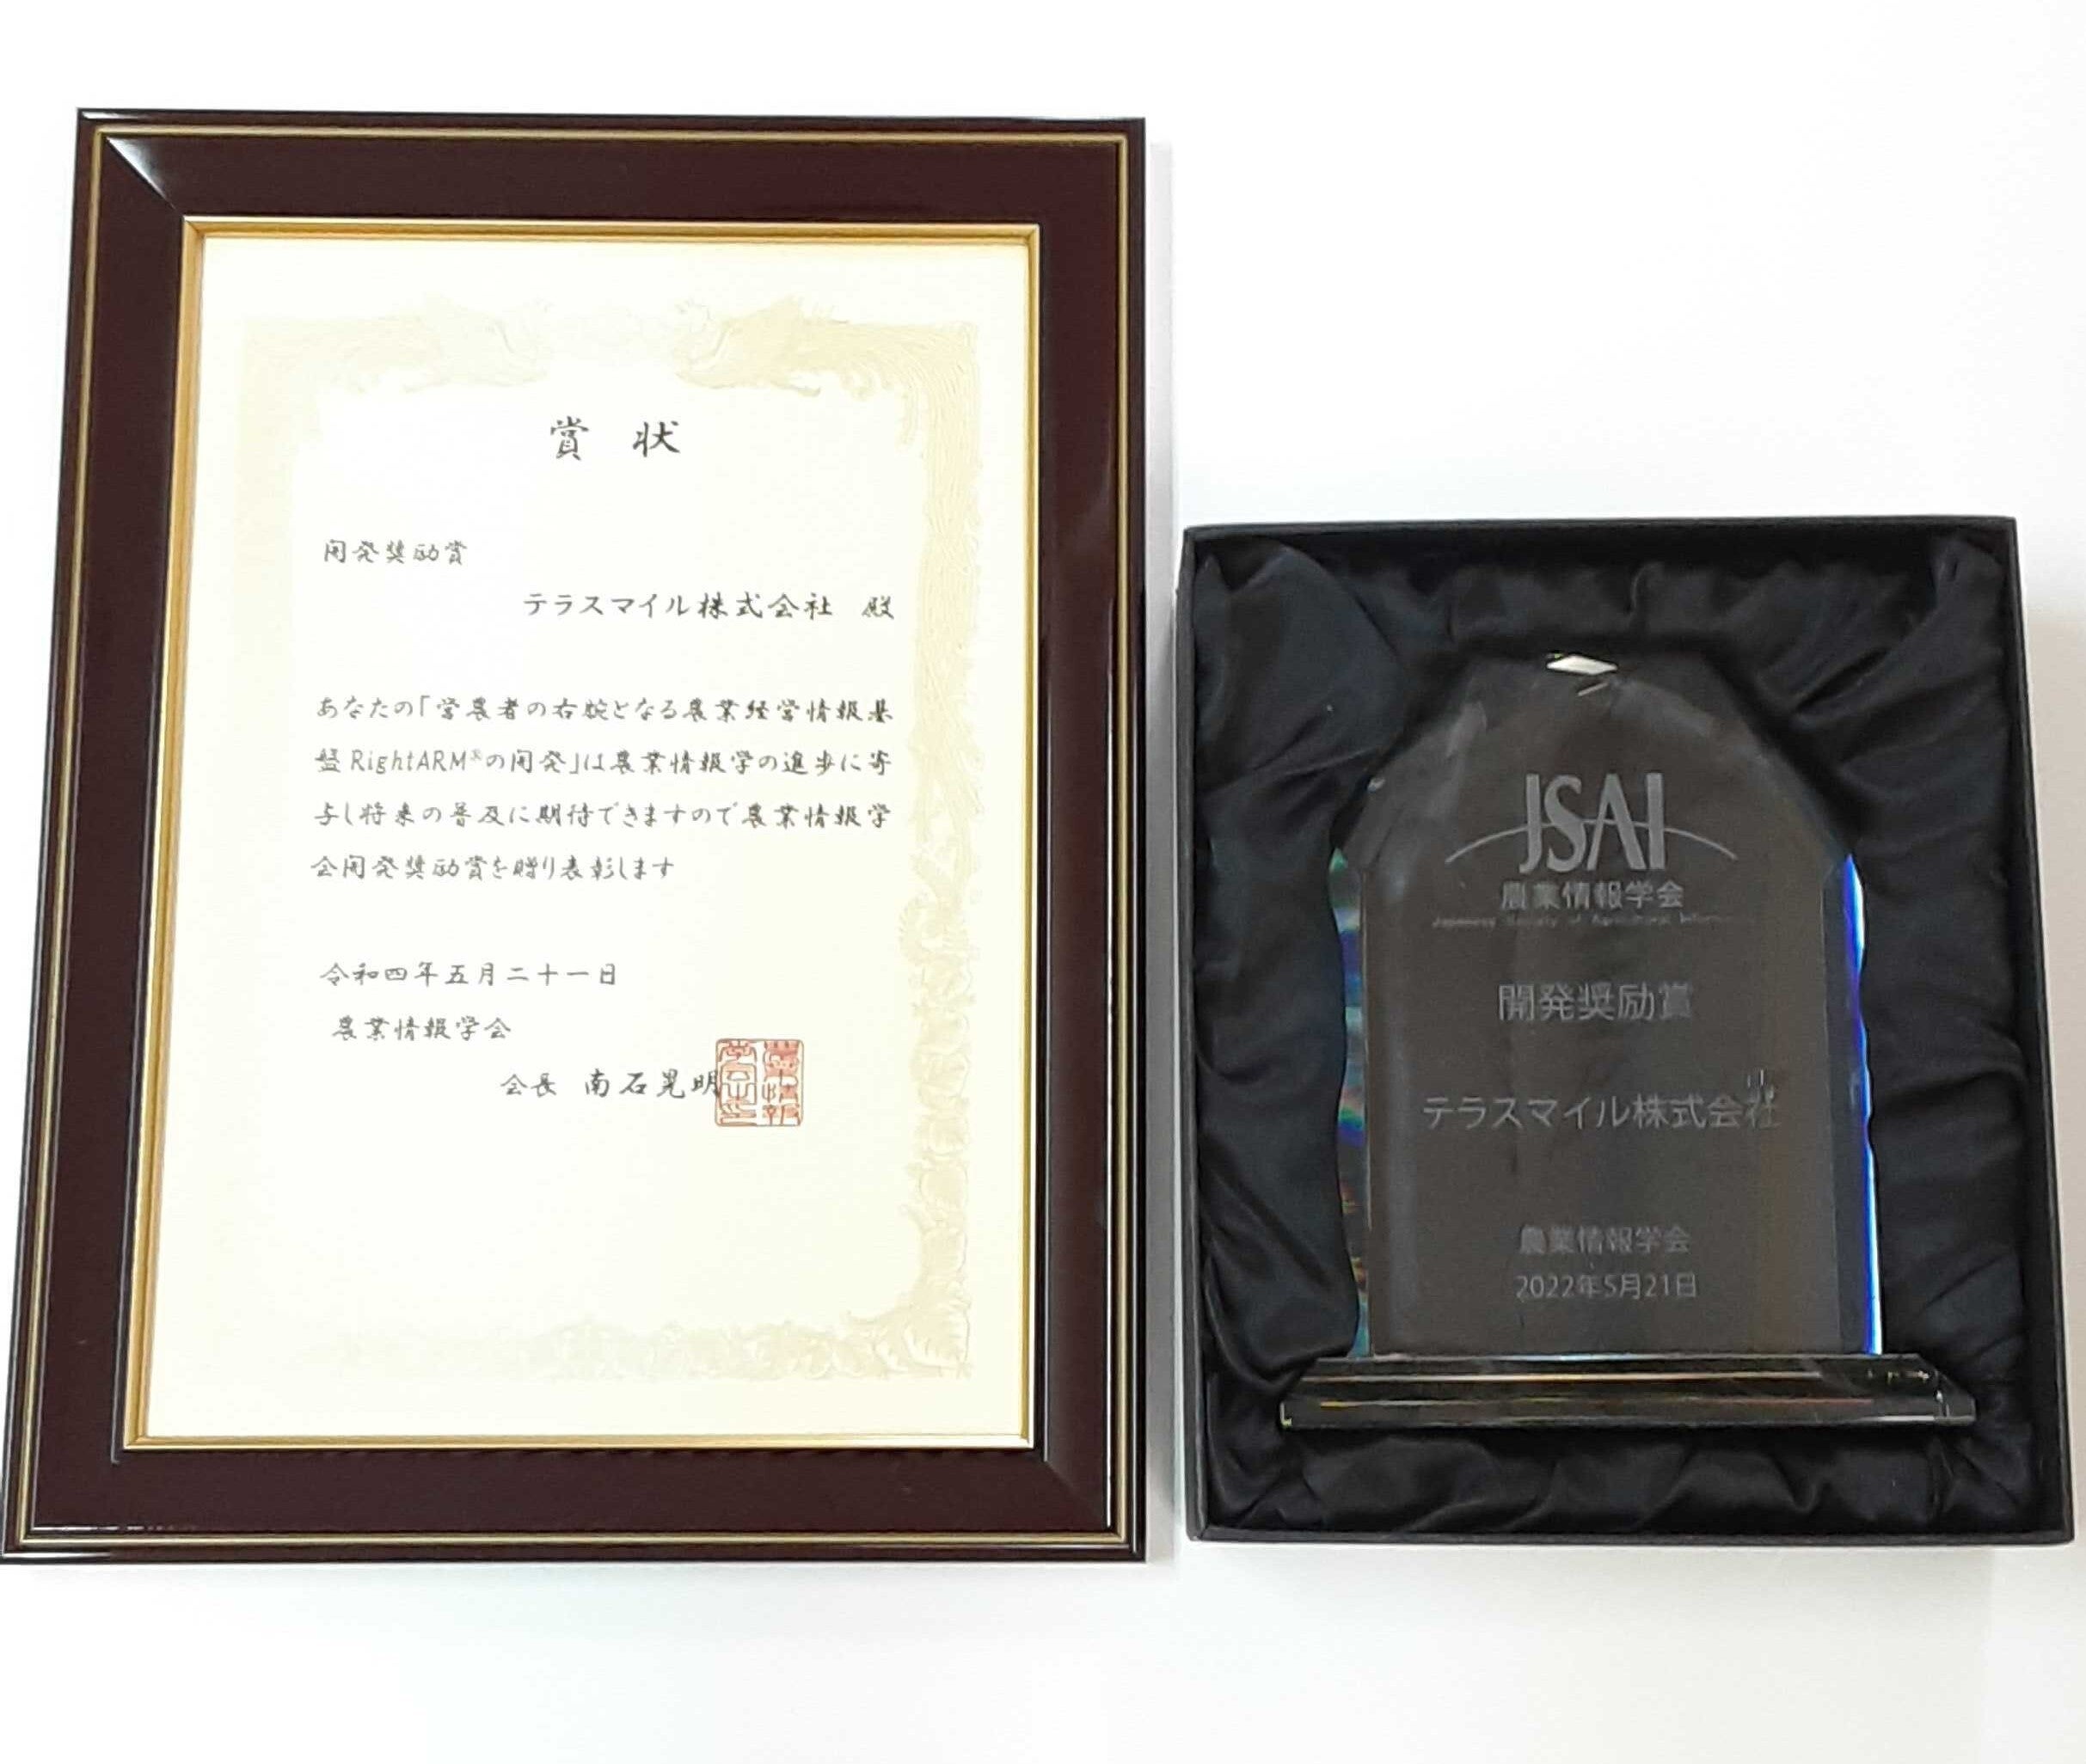 賞状
開発奨励賞
テラスマイル株式会社 殿
あなたの「営農者の右腕となる農業経営情報基
盤RightARM®の開発」は農業情報学の進歩に寄
与し将来の普及に期待できますので農業情報学
会開発奨励賞を贈り表彰します
令和四年五月二十一日
農業情報学会
会長 南石晃明
JSAI
農業情報学会
Japanese Society of Agricultural
開発奨励賞
テラスマイル株式会社
農業情報学会
2022年5月21日